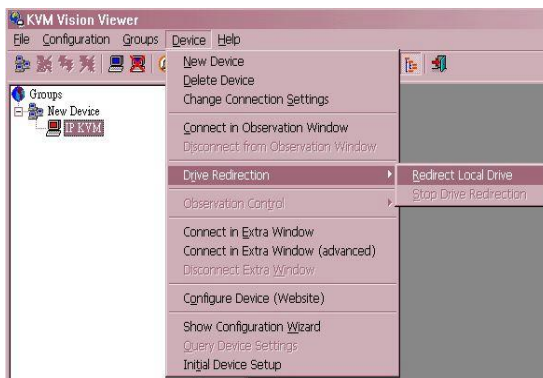 KVM Vision Viewer
File Configuration Groups Device Help
Groups
New Device
IP KVM
New Device
Delete Device
Change Connection Settings
Connect in Observation Window
Disconnect from Observation Window
Drive Redirection
Redirect Local Drive
Stop Drive Redirection
Observation Control
Connect in Extra Window
Connect in Extra Window (advanced)
Disconnect Extra Window
Configure Device (Website)
Show Configuration Wizard
Query Device Settings
Initial Device Setup